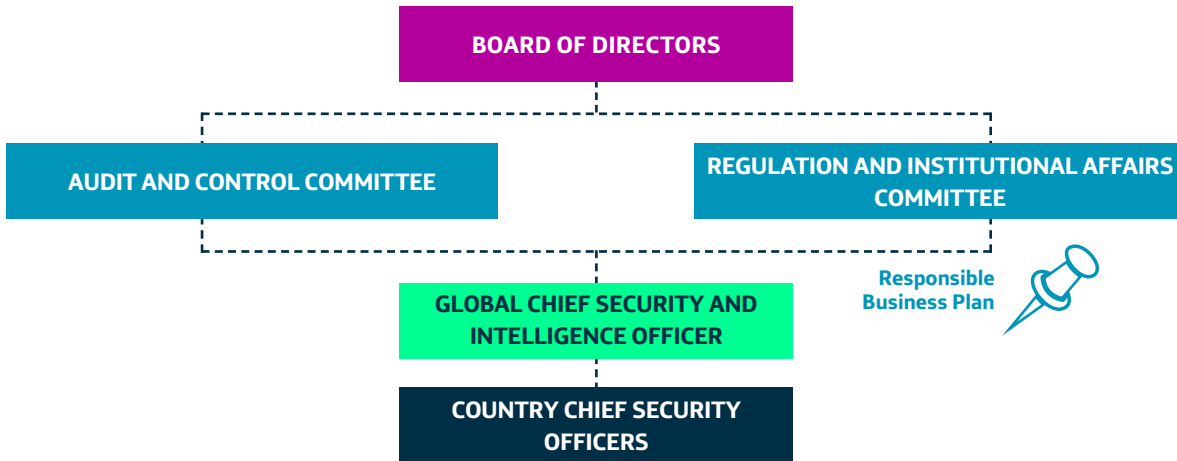 BOARD OF DIRECTORS
AUDIT AND CONTROL COMMITTEE
REGULATION AND INSTITUTIONAL AFFAIRS
COMMITTEE
Responsible
Business Plan
GLOBAL CHIEF SECURITY AND
INTELLIGENCE OFFICER
COUNTRY CHIEF SECURITY
OFFICERS